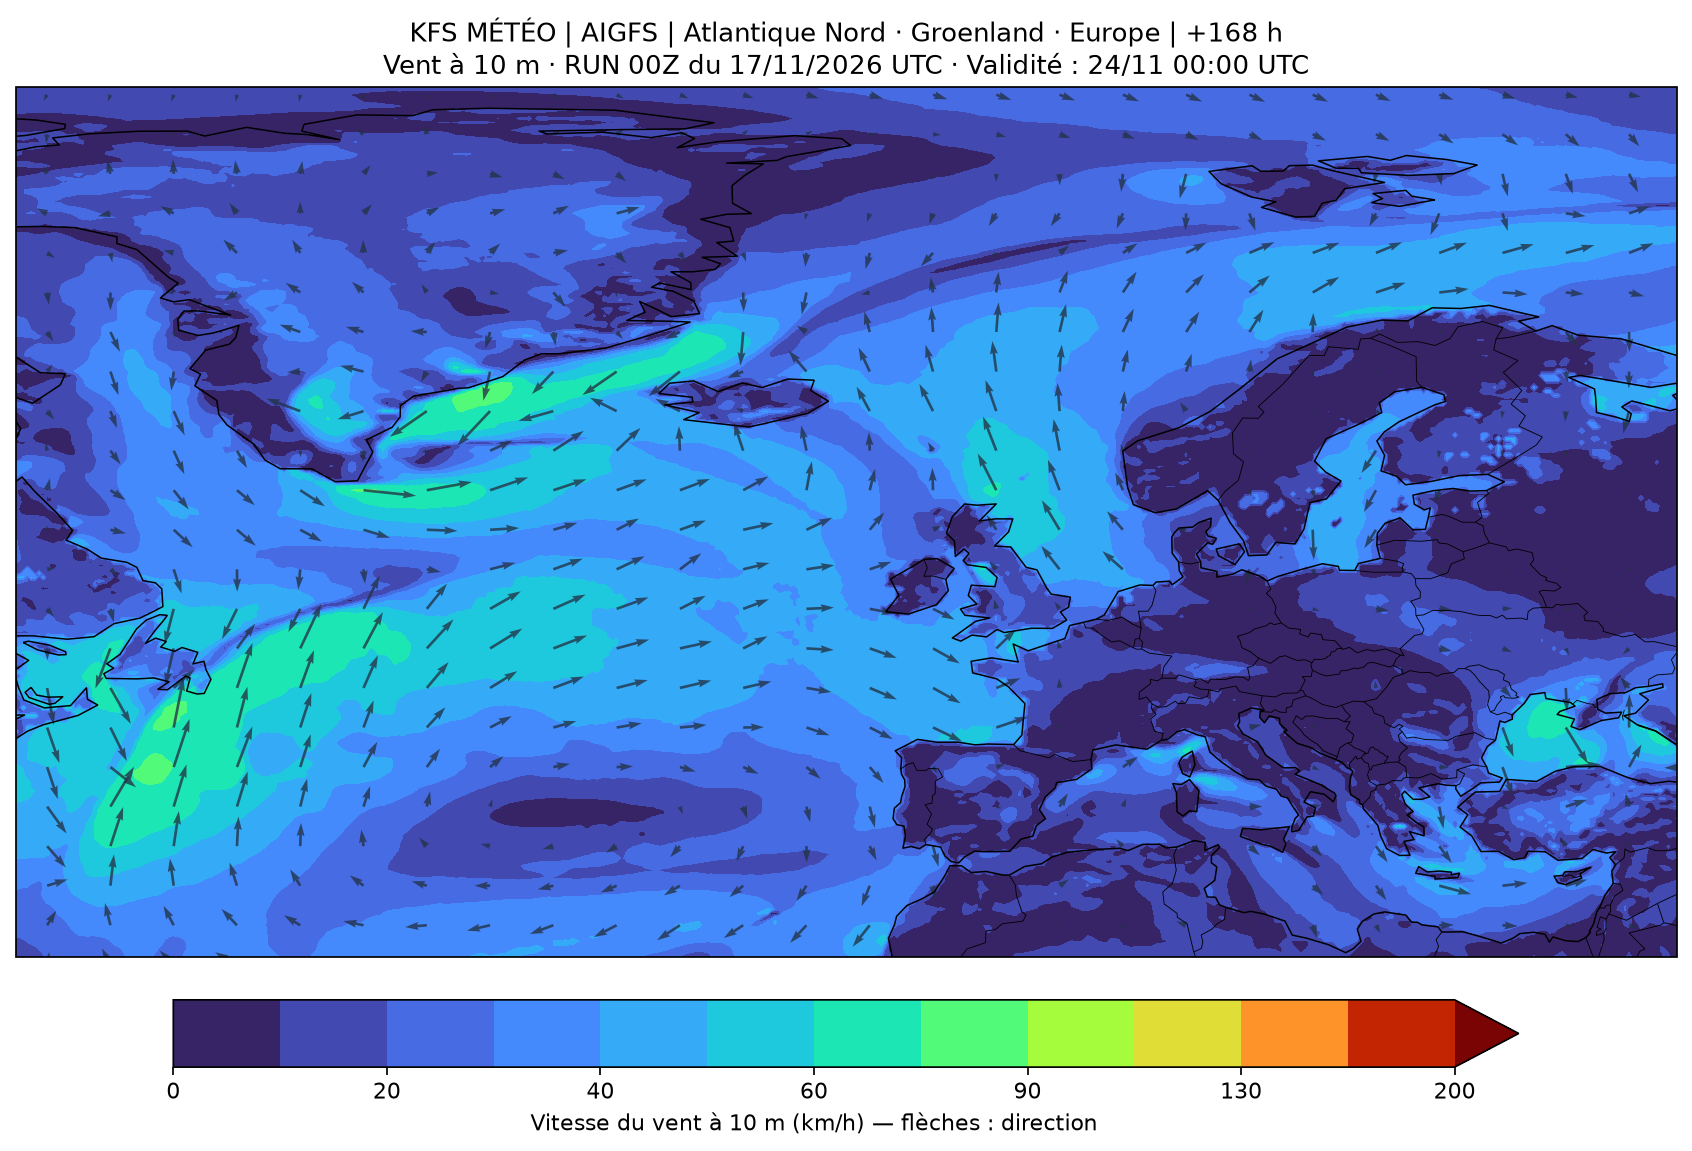 KFS MÉTÉO | AIGFS | Atlantique Nord · Groenland · Europe | +168 h
Vent à 10 m · RUN 00Z du 17/11/2026 UTC · Validité : 24/11 00:00 UTC
0 20 40 60 90 130 200
Vitesse du vent à 10 m (km/h) — flèches : direction